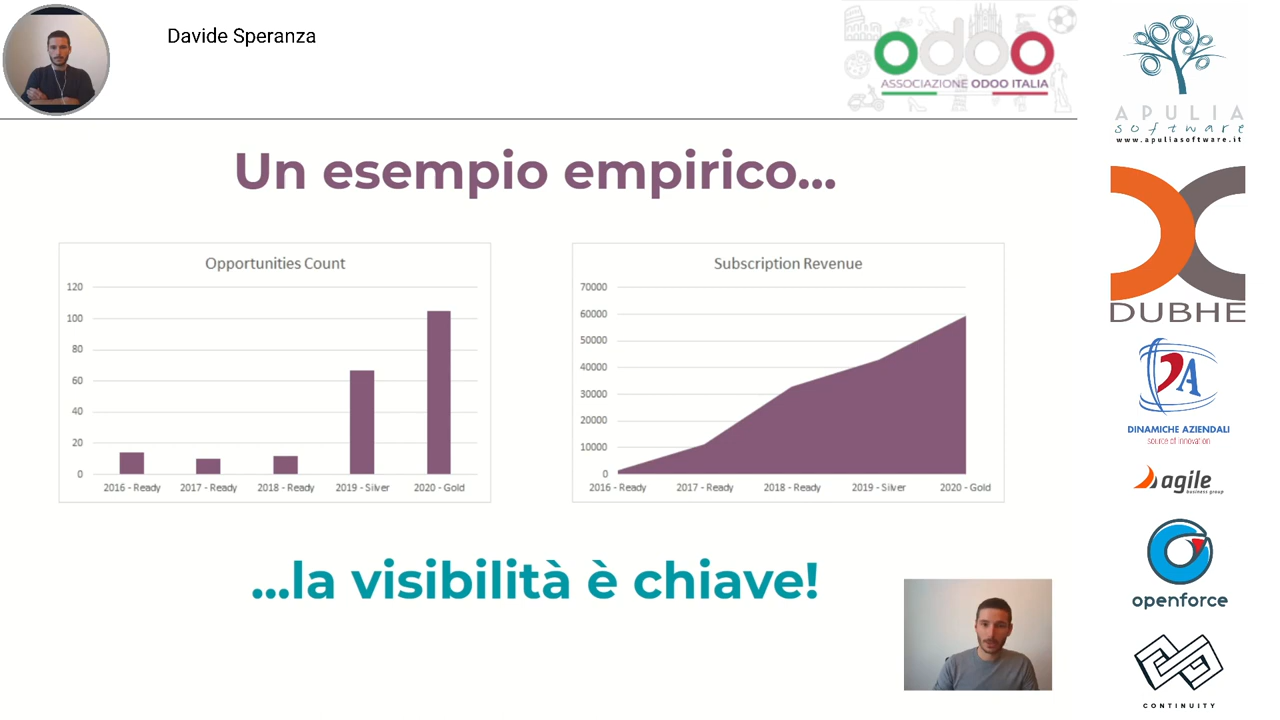 Davide Speranza
odoo
ASSOCIAZIONE ODOO ITALIA
APULIA
software
www.apuliasoftware.it
Un esempio empirico...
Opportunities Count
120
100
80
60
40
20
0
2016 - Ready 2017 - Ready 2018 - Ready 2019 - Silver 2020 - Gold
Subscription Revenue
70000
60000
50000
40000
30000
20000
10000
0
2016 - Ready 2017 - Ready 2018 - Ready 2019 - Silver 2020 - Gold
...la visibilità è chiave!
DUBHE
DINAMICHE AZIENDALI
source of innovation
agile
business group
openforce
CONTINUITY